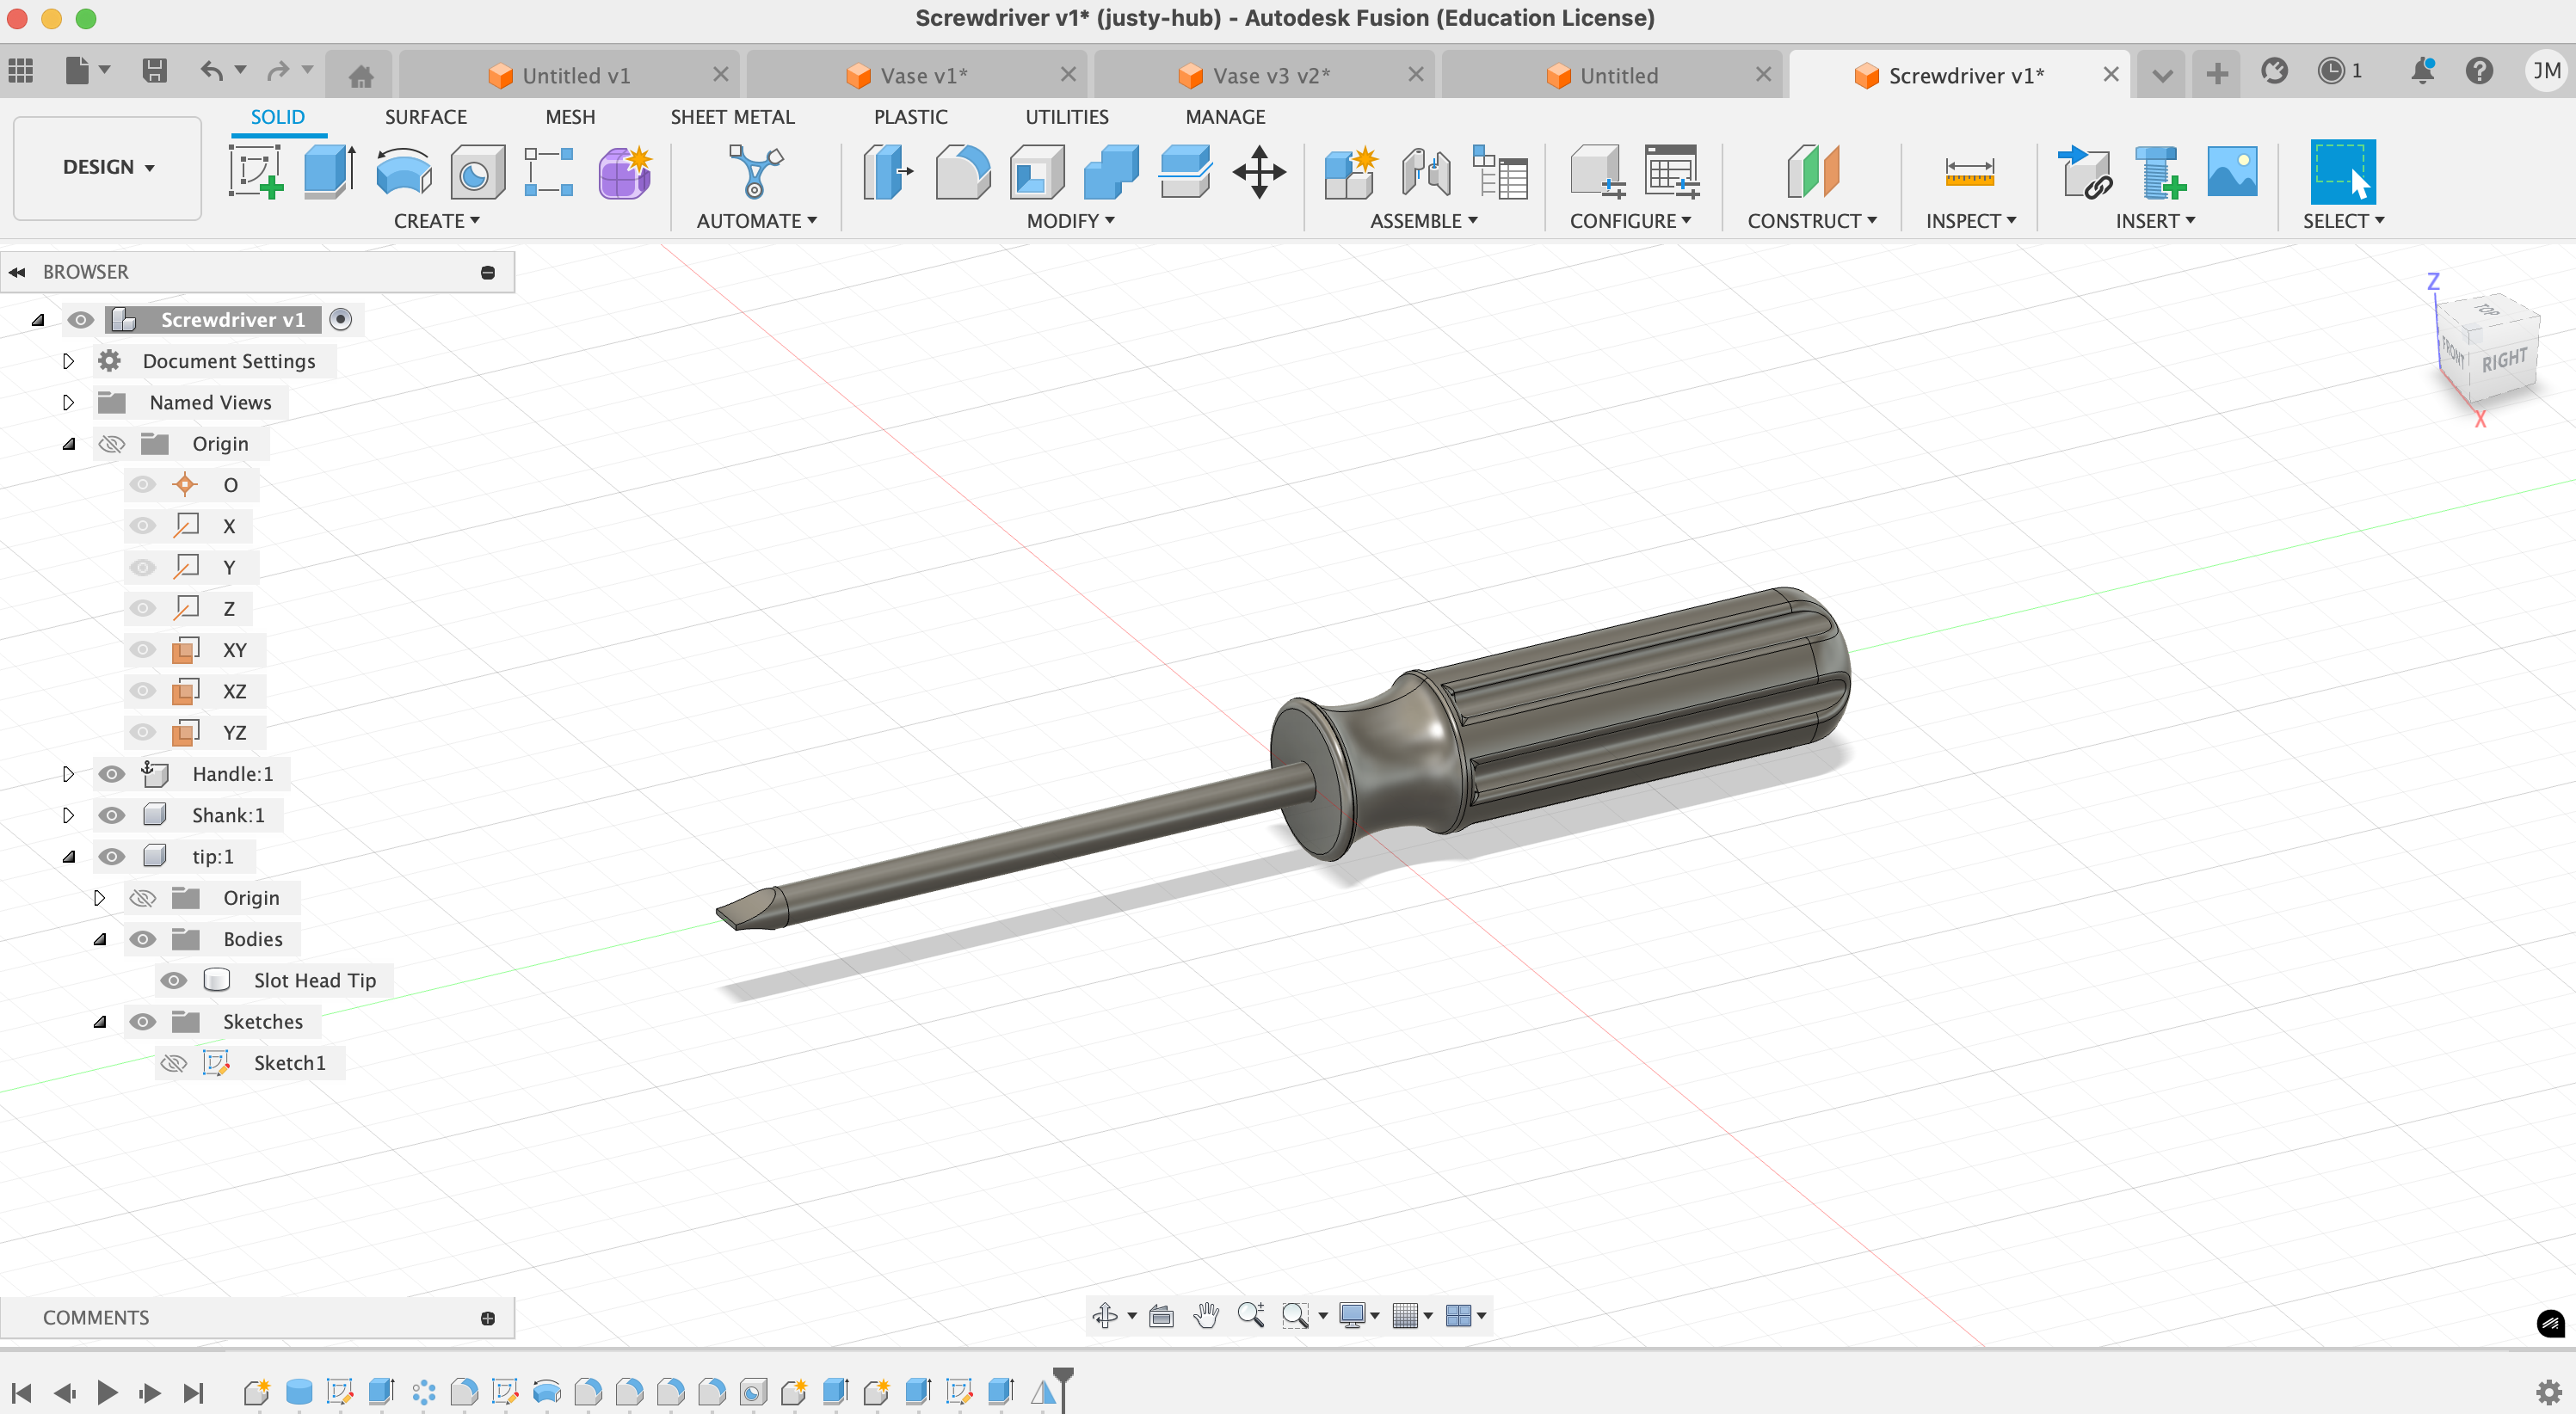 Screwdriver v1* (justy-hub) - Autodesk Fusion (Education License)
Untitled v1
Vase v1*
Vase v3 v2*
Untitled
Screwdriver v1*
1
JM
DESIGN
SOLID
SURFACE
MESH
SHEET METAL
PLASTIC
UTILITIES
MANAGE
CREATE
AUTOMATE
MODIFY
ASSEMBLE
CONFIGURE
CONSTRUCT
INSPECT
INSERT
SELECT
BROWSER
Screwdriver v1
Document Settings
Named Views
Origin
O
X
Y
Z
XY
XZ
YZ
Handle:1
Shank:1
tip:1
Origin
Bodies
Slot Head Tip
Sketches
Sketch1
Z
TOP
FRONT
RIGHT
X
COMMENTS